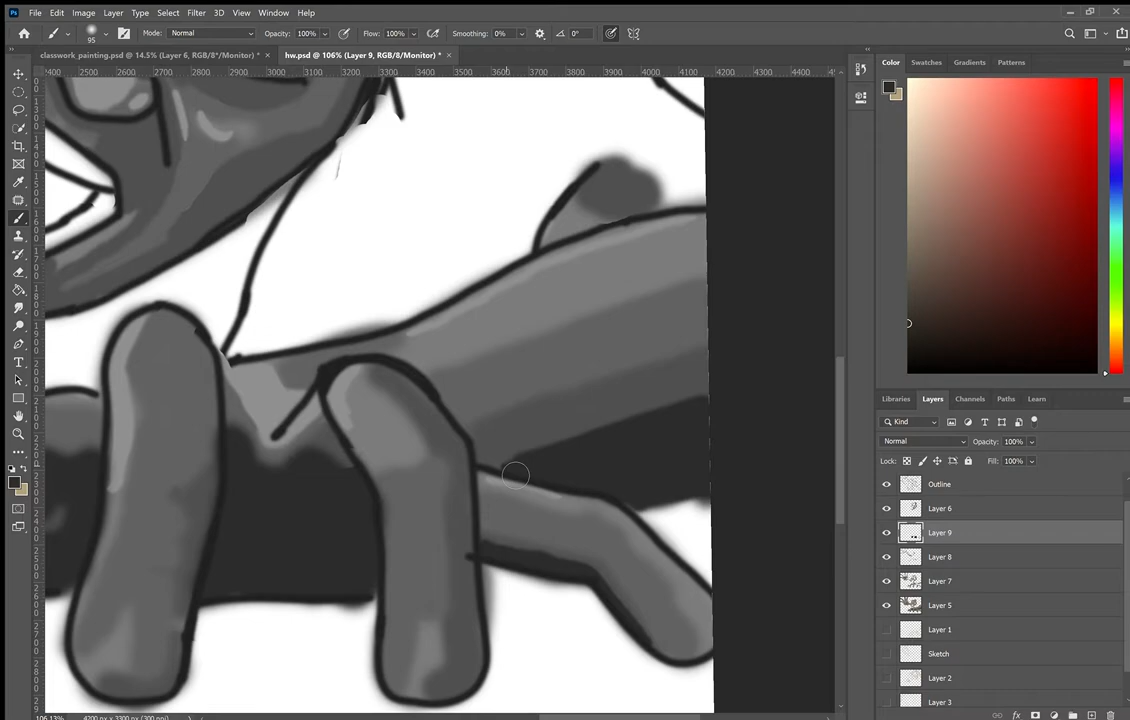 Ps File Edit Image Layer Type Select Filter 3D View Window Help
95 Mode: Normal Opacity: 100% Flow: 100% Smoothing: 0% 0°
classwork_painting.psd @ 14.5% (Layer 6, RGB/8*/Monitor) * × hw.psd @ 106% (Layer 9, RGB/8/Monitor) * ×
2500 2600 2700 2800 2900 3000 3100 3200 3300 3400 3500 3600 3700 3800 3900 4000 4100 4200 4300 4400
Color Swatches Gradients Patterns
Libraries Layers Channels Paths Learn
Kind
Normal Opacity: 100%
Lock: Fill: 100%
Outline
Layer 6
Layer 9
Layer 8
Layer 7
Layer 5
Layer 1
Sketch
Layer 2
Layer 3
106.13% 4200 px x 3300 px (300 ppi)